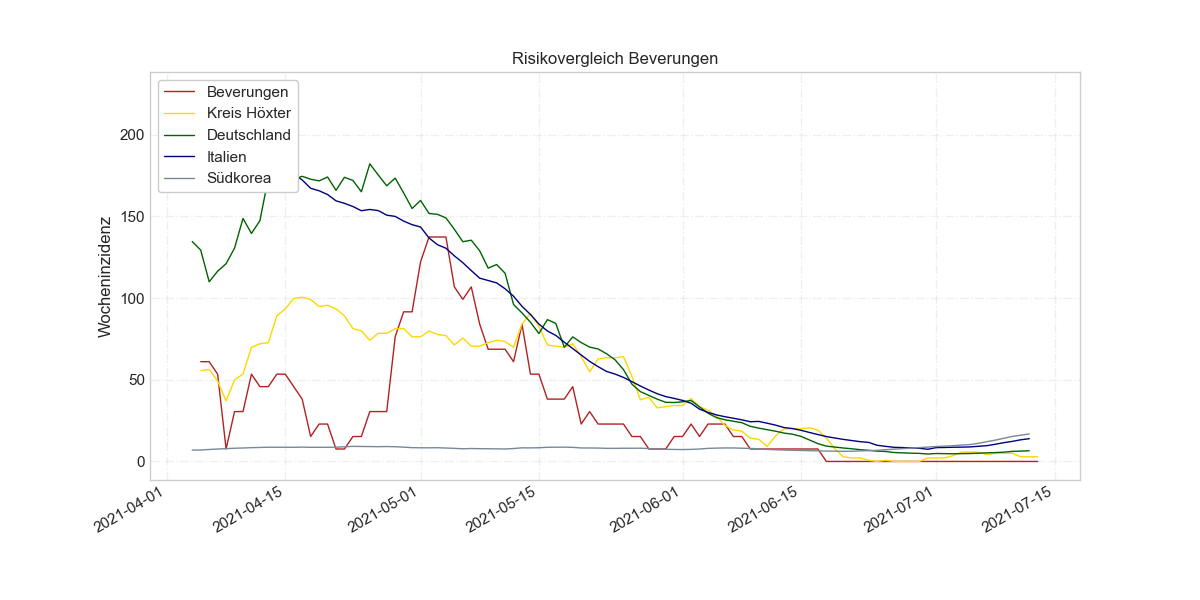 Risikovergleich Beverungen
Beverungen
Kreis Höxter
Deutschland
Italien
Südkorea
Wocheninzidenz
200
150
100
50
0
2021-04-01
2021-04-15
2021-05-01
2021-05-15
2021-06-01
2021-06-15
2021-07-01
2021-07-15